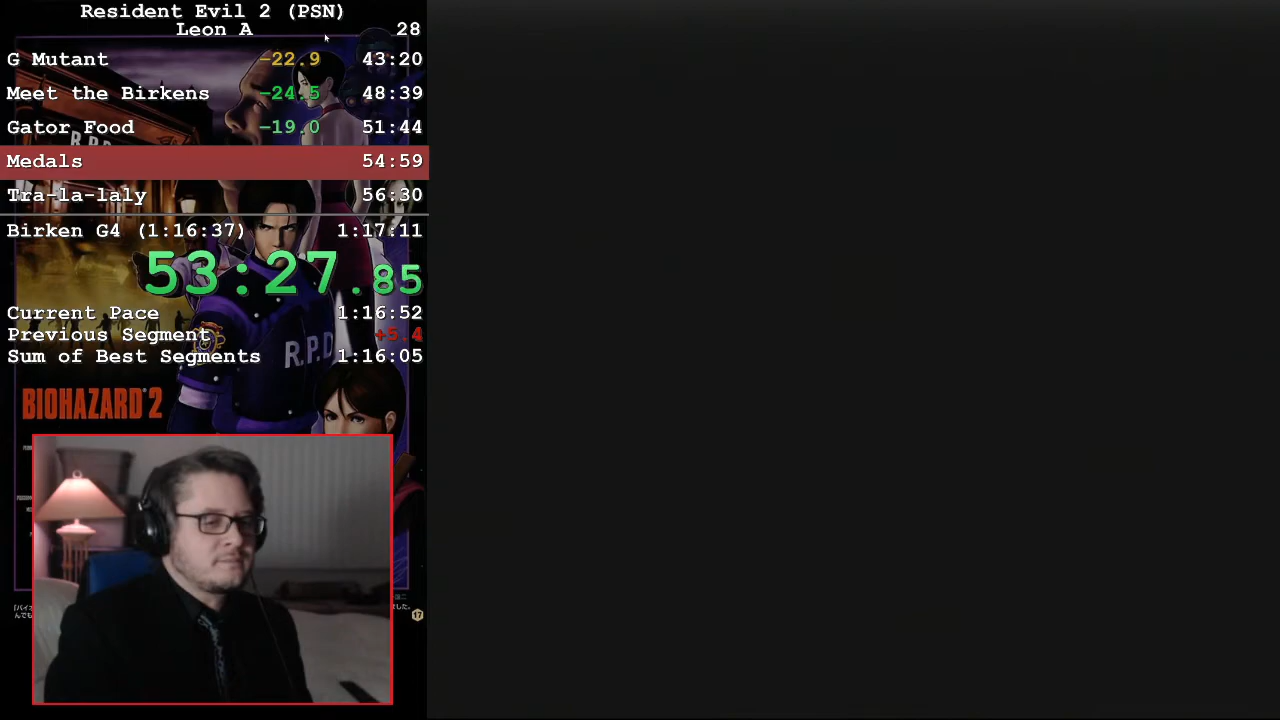 Resident Evil 2 (PSN)
Leon A 28
G Mutant -22.9 43:20
Meet the Birkens -24.5 48:39
Gator Food -19.0 51:44
Medals 54:59
Tra-la-laly 56:30
Birken G4 (1:16:37) 1:17:11
53:27.85
Current Pace 1:16:52
Previous Segment +5.4
Sum of Best Segments 1:16:05
R.P.D
BIOHAZARD 2
17